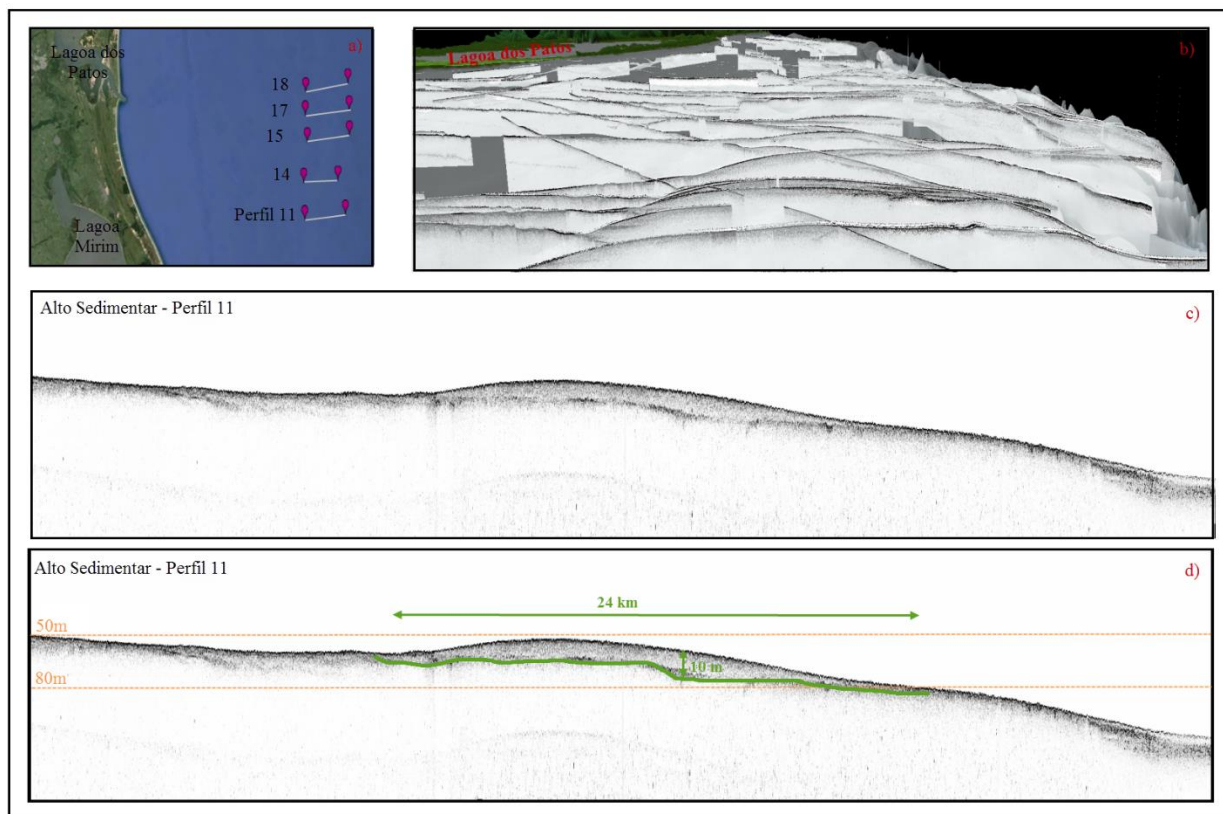 Lagoa dos
Patos
a)
18
17
15
14
Perfil 11
Lagoa
Mirim
Lagoa dos Patos
b)
Alto Sedimentar - Perfil 11
c)
Alto Sedimentar - Perfil 11
d)
24 km
50m
10 m
80m